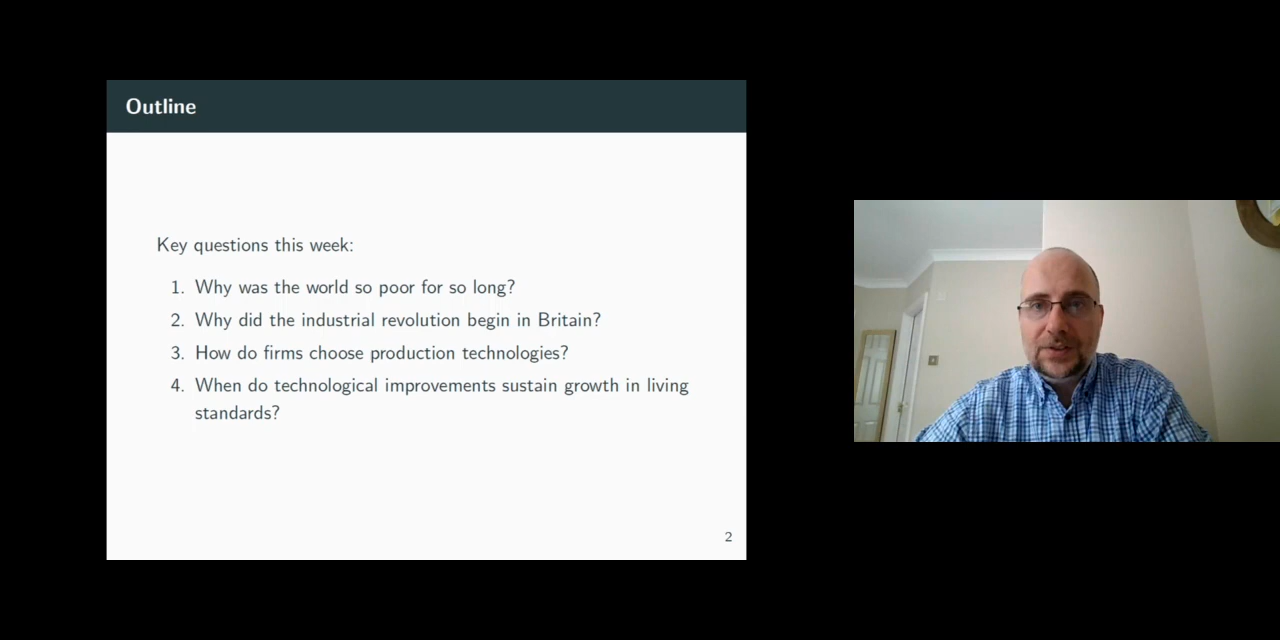 Outline
Key questions this week:
1. Why was the world so poor for so long?
2. Why did the industrial revolution begin in Britain?
3. How do firms choose production technologies?
4. When do technological improvements sustain growth in living
standards?
2